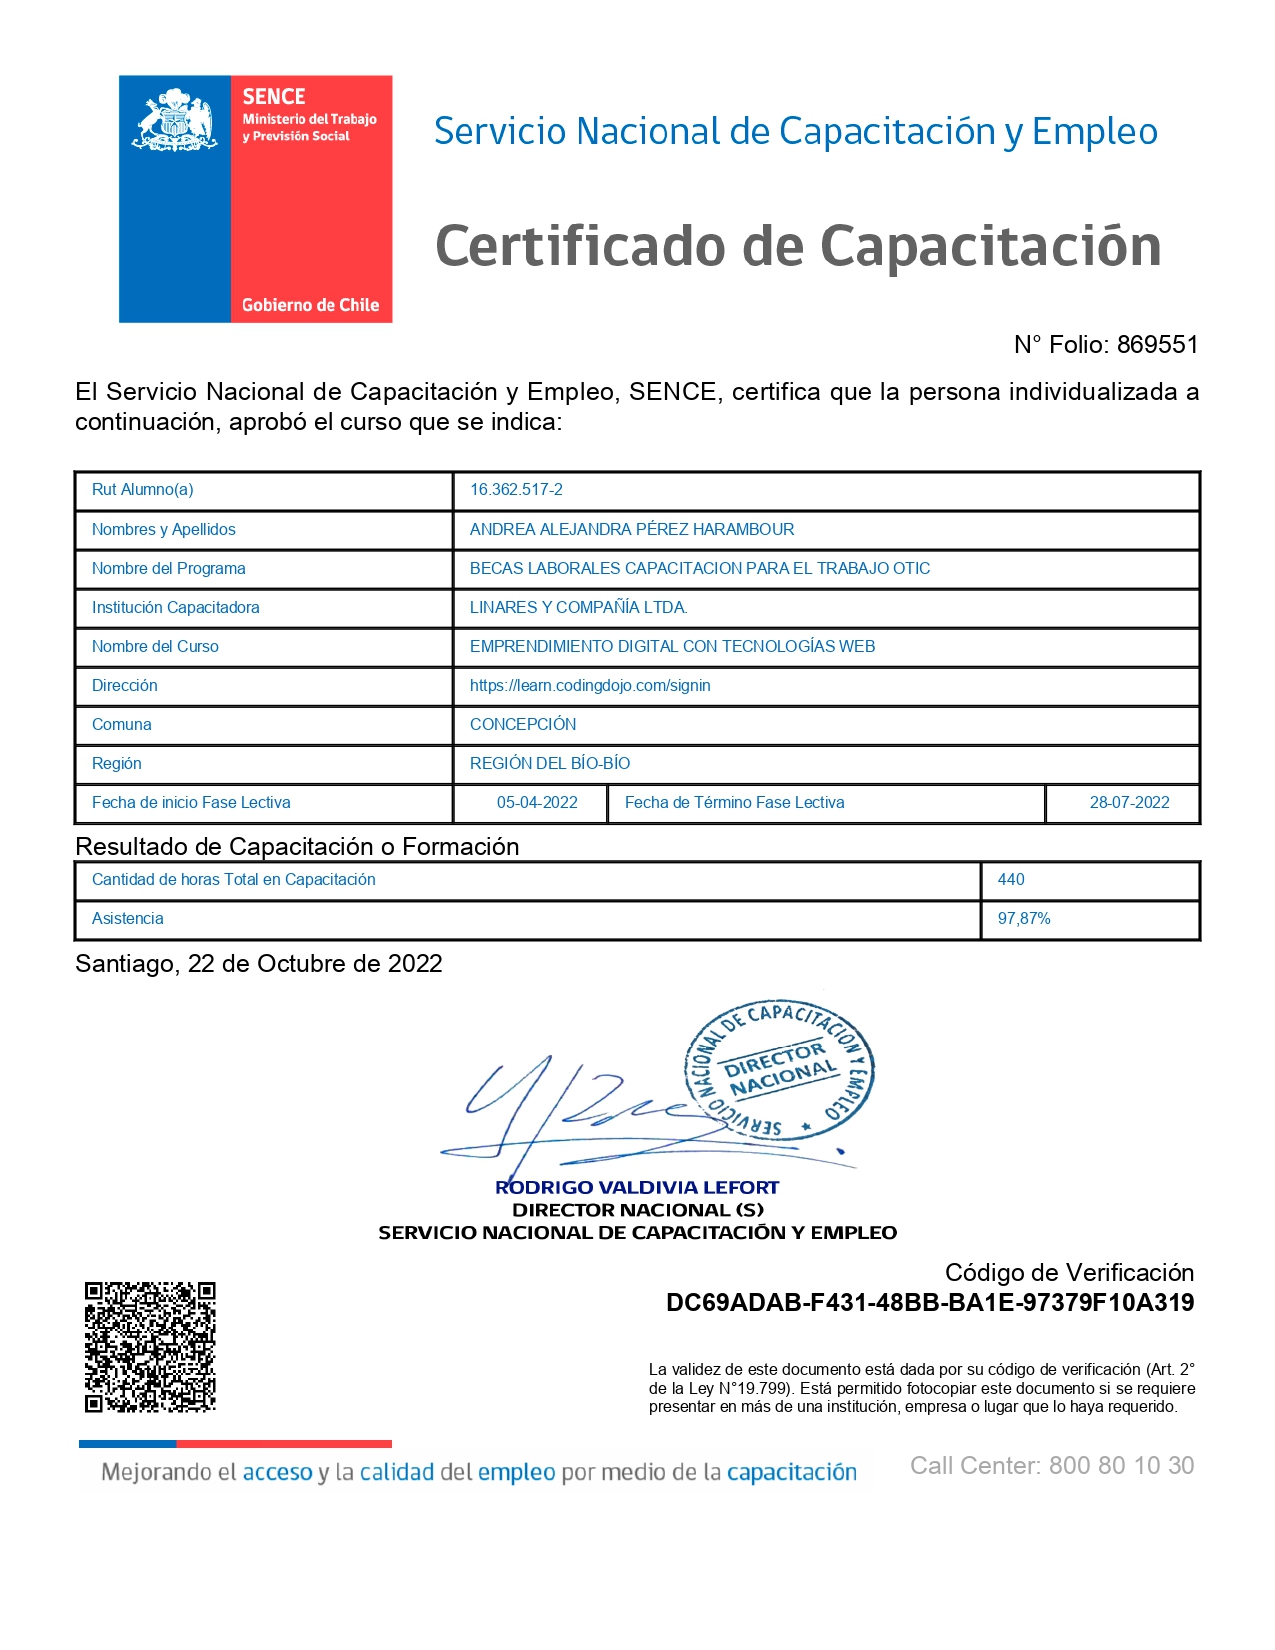 SENCE
Ministerio del Trabajo
y Previsión Social
Gobierno de Chile
Servicio Nacional de Capacitación y Empleo
Certificado de Capacitación
N° Folio: 869551
El Servicio Nacional de Capacitación y Empleo, SENCE, certifica que la persona individualizada a
continuación, aprobó el curso que se indica:
Rut Alumno(a) 16.362.517-2
Nombres y Apellidos ANDREA ALEJANDRA PÉREZ HARAMBOUR
Nombre del Programa BECAS LABORALES CAPACITACION PARA EL TRABAJO OTIC
Institución Capacitadora LINARES Y COMPAÑÍA LTDA.
Nombre del Curso EMPRENDIMIENTO DIGITAL CON TECNOLOGÍAS WEB
Dirección https://learn.codingdojo.com/signin
Comuna CONCEPCIÓN
Región REGIÓN DEL BÍO-BÍO
Fecha de inicio Fase Lectiva 05-04-2022 Fecha de Término Fase Lectiva 28-07-2022
Resultado de Capacitación o Formación
Cantidad de horas Total en Capacitación 440
Asistencia 97,87%
Santiago, 22 de Octubre de 2022
SERVICIO NACIONAL DE CAPACITACION Y EMPLEO
DIRECTOR
NACIONAL
RODRIGO VALDIVIA LEFORT
DIRECTOR NACIONAL (S)
SERVICIO NACIONAL DE CAPACITACIÓN Y EMPLEO
Código de Verificación
DC69ADAB-F431-48BB-BA1E-97379F10A319
La validez de este documento está dada por su código de verificación (Art. 2°
de la Ley N°19.799). Está permitido fotocopiar este documento si se requiere
presentar en más de una institución, empresa o lugar que lo haya requerido.
Mejorando el acceso y la calidad del empleo por medio de la capacitación
Call Center: 800 80 10 30